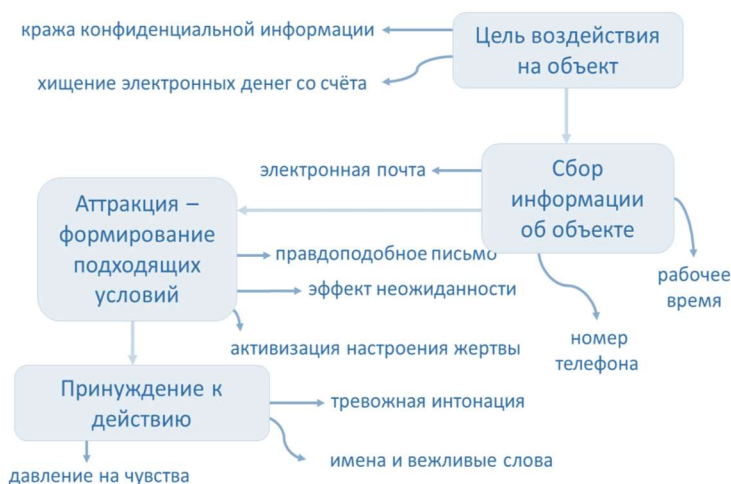 кража конфиденциальной информации
Цель воздействия
на объект
хищение электронных денег со счёта
электронная почта
Сбор
информации
об объекте
Аттракция –
формирование
подходящих
условий
правдоподобное письмо
эффект неожиданности
рабочее
время
номер
телефона
активизация настроения жертвы
Принуждение к
действию
тревожная интонация
имена и вежливые слова
давление на чувства